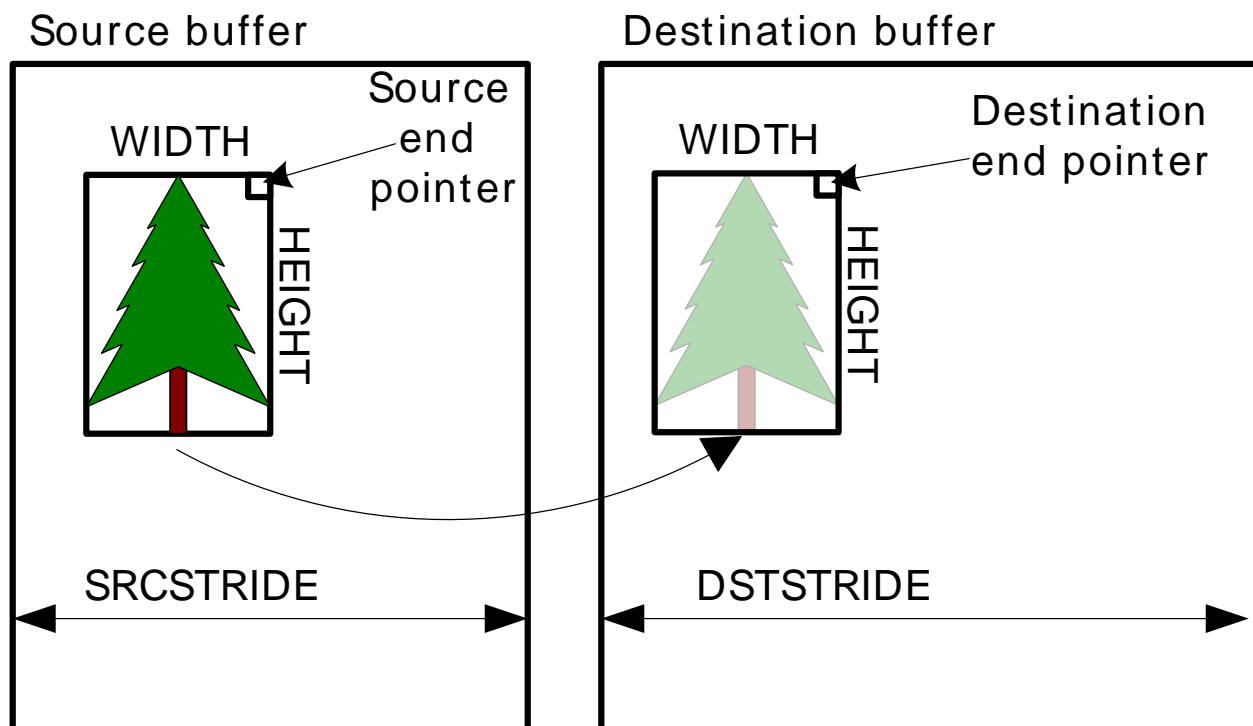 Source buffer
Source
end
pointer
WIDTH
HEIGHT
SRCSTRIDE
Destination buffer
Destination
end pointer
WIDTH
HEIGHT
DSTSTRIDE